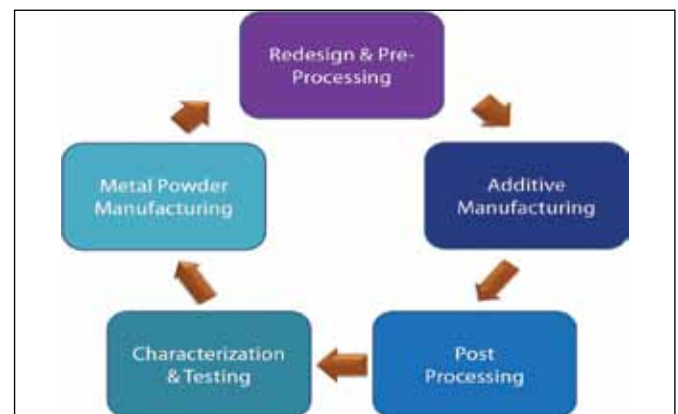 Redesign & Pre-
Processing
Metal Powder
Manufacturing
Additive
Manufacturing
Characterization
& Testing
Post
Processing